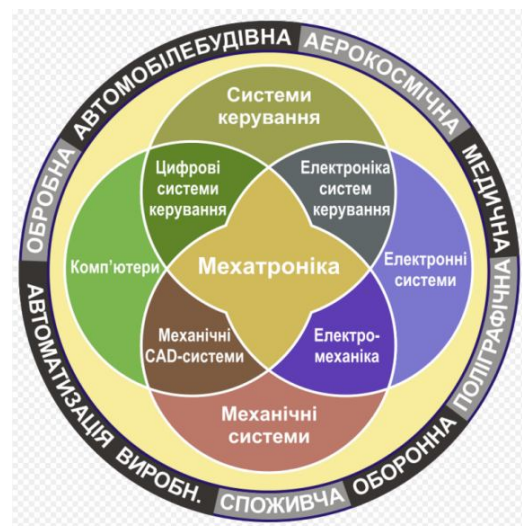 АВТОМОБІЛЕБУДІВНА
АЕРОКОСМІЧНА
МЕДИЧНА
ПОЛІГРАФІЧНА
ОБОРОННА
СПОЖИВЧА
АВТОМАТИЗАЦІЯ ВИРОБН.
ОБРОБНА
Системи
керування
Цифрові
системи
керування
Електроніка
систем
керування
Комп’ютери
Мехатроніка
Електронні
системи
Механічні
CAD-системи
Електро-
механіка
Механічні
системи